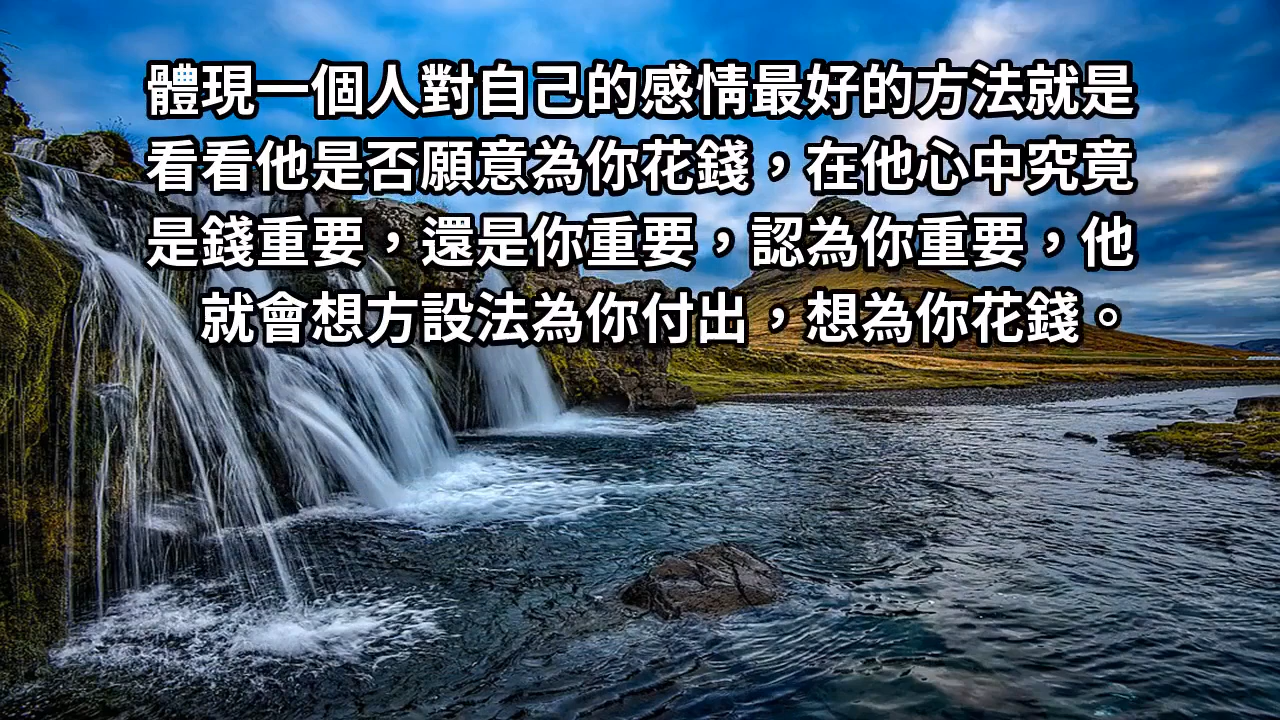 體現一個人對自己的感情最好的方法就是
看看他是否願意為你花錢，在他心中究竟
是錢重要，還是你重要，認為你重要，他
就會想方設法為你付出，想為你花錢。